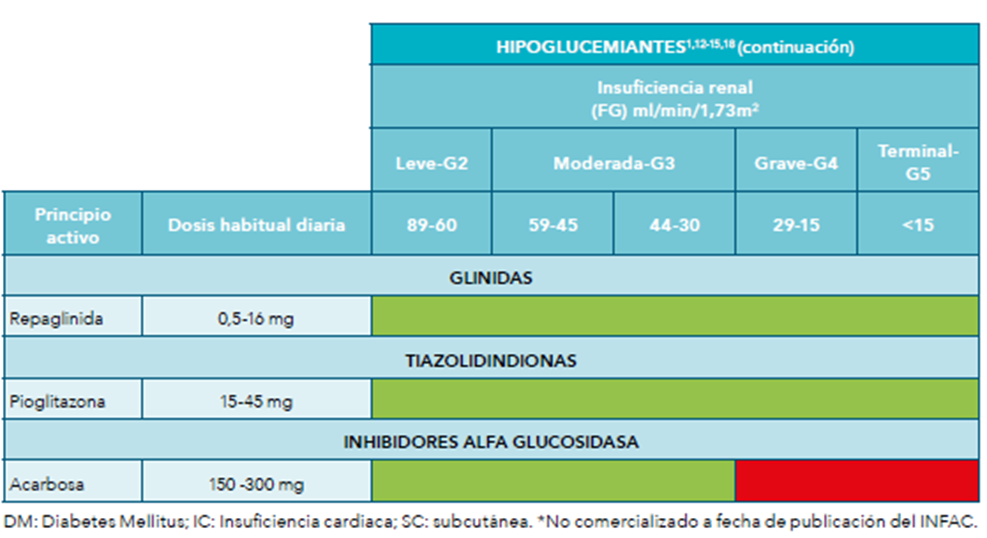 HIPOGLUCEMIANTES¹,¹²⁻¹⁵,¹⁸ (continuación)
Insuficiencia renal
(FG) ml/min/1,73m²
Leve-G2
Moderada-G3
Grave-G4
Terminal-
G5
Principio
activo
Dosis habitual diaria
89-60
59-45
44-30
29-15
<15
GLINIDAS
Repaglinida
0,5-16 mg
TIAZOLIDINDIONAS
Pioglitazona
15-45 mg
INHIBIDORES ALFA GLUCOSIDASA
Acarbosa
150 -300 mg
DM: Diabetes Mellitus; IC: Insuficiencia cardiaca; SC: subcutánea. *No comercializado a fecha de publicación del INFAC.